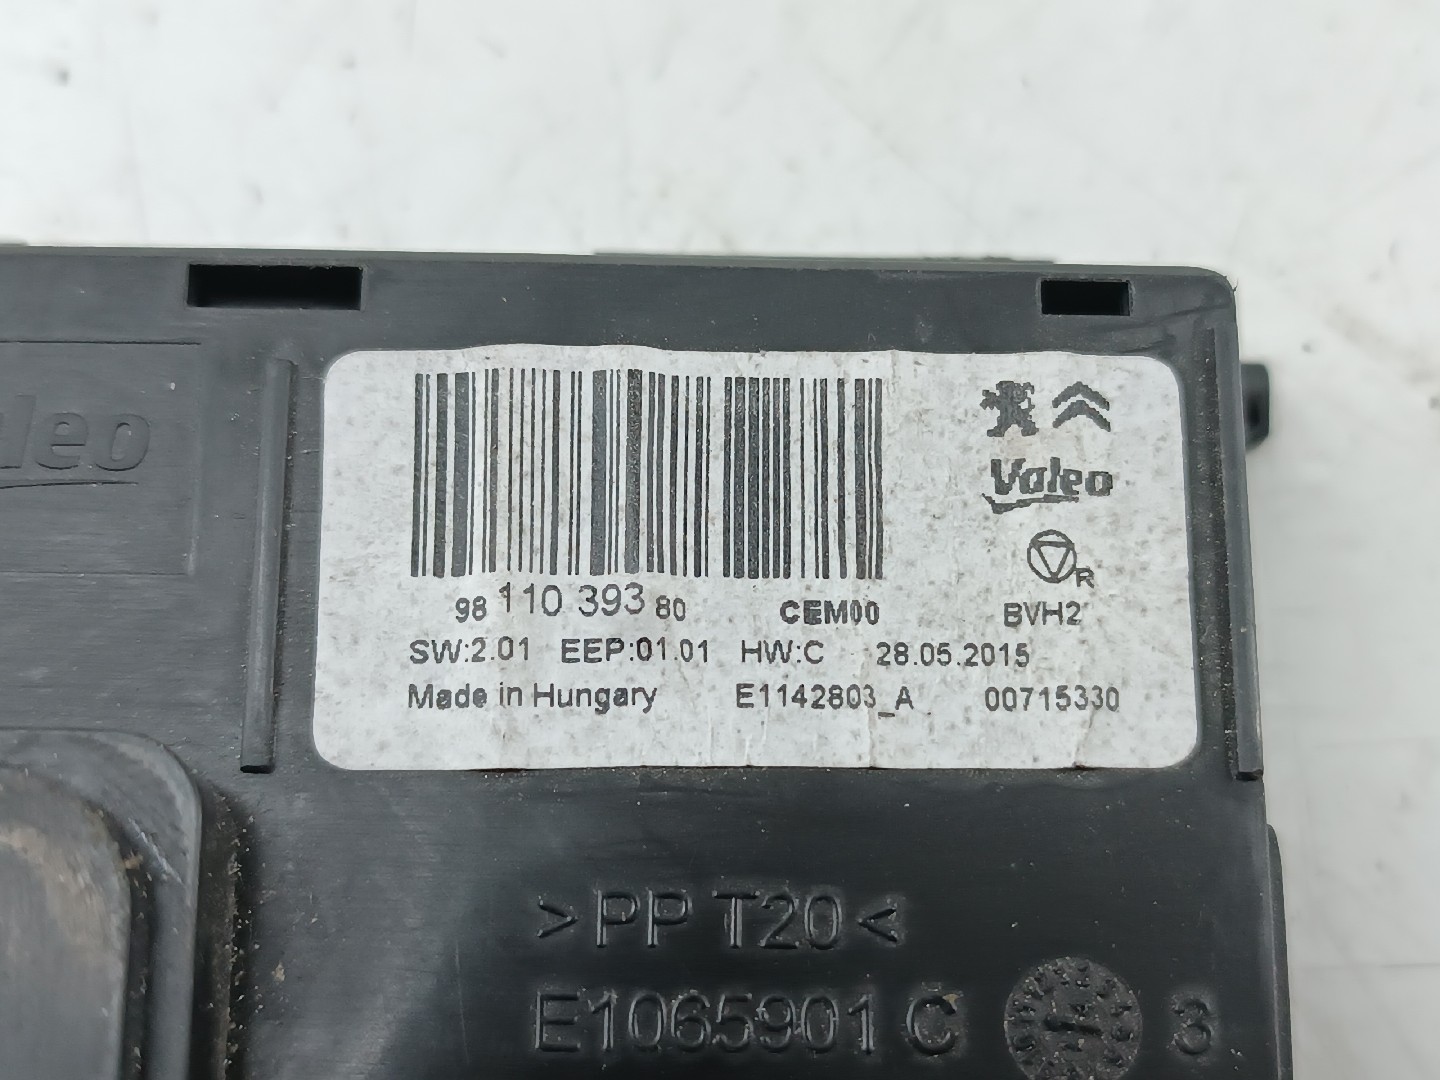 Valeo
R
98 110 393 80 CEM00 BVH2
SW:2.01 EEP:01.01 HW:C 28.05.2015
Made in Hungary E1142803_A 00715330
>PP T20<
E1065901 C 3